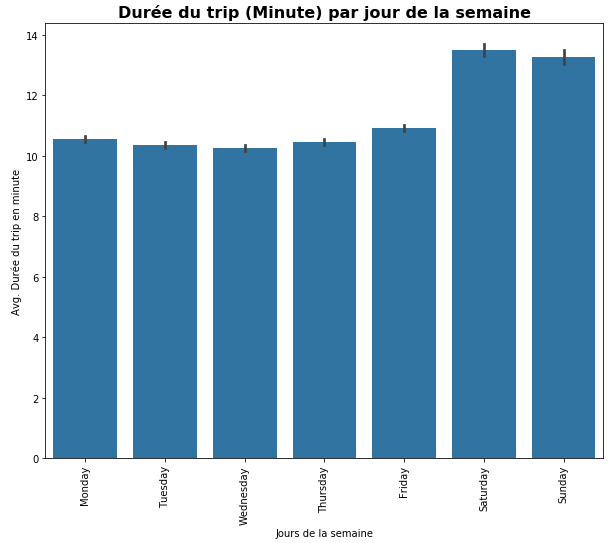 Durée du trip (Minute) par jour de la semaine
14
12
10
8
6
4
2
0
Avg. Durée du trip en minute
Monday
Tuesday
Wednesday
Thursday
Friday
Saturday
Sunday
Jours de la semaine